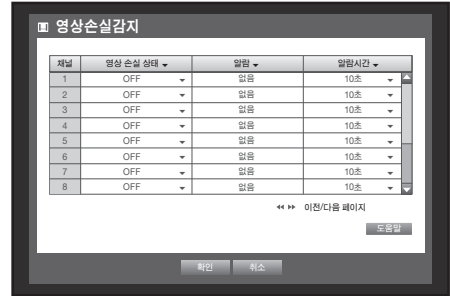 영상손실감지
채널 영상 손실 상태 알람 알람시간
1 OFF 없음 10초
2 OFF 없음 10초
3 OFF 없음 10초
4 OFF 없음 10초
5 OFF 없음 10초
6 OFF 없음 10초
7 OFF 없음 10초
8 OFF 없음 10초
이전/다음 페이지
도움말
확인 취소